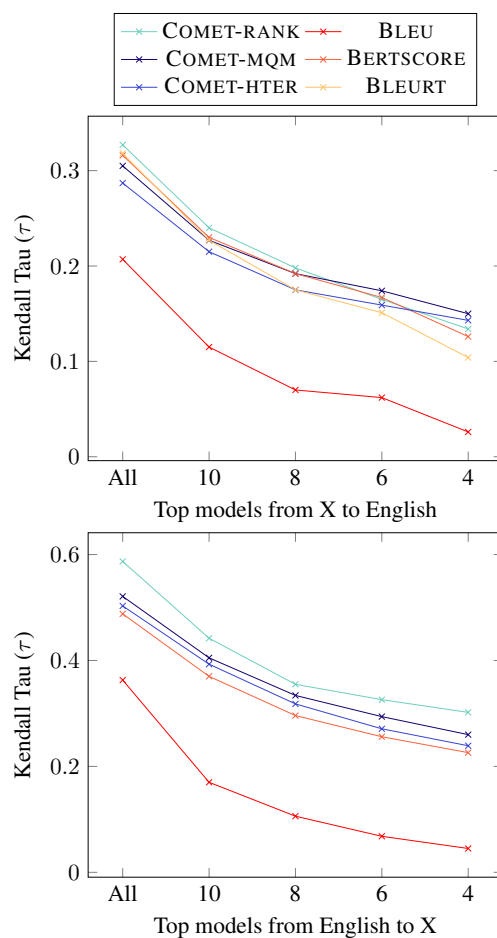 COMET-RANK BLEU
COMET-MQM BERTSCORE
COMET-HTER BLEURT
0.3
0.2
0.1
0
Kendall Tau (τ)
All 10 8 6 4
Top models from X to English
0.6
0.4
0.2
0
Kendall Tau (τ)
All 10 8 6 4
Top models from English to X